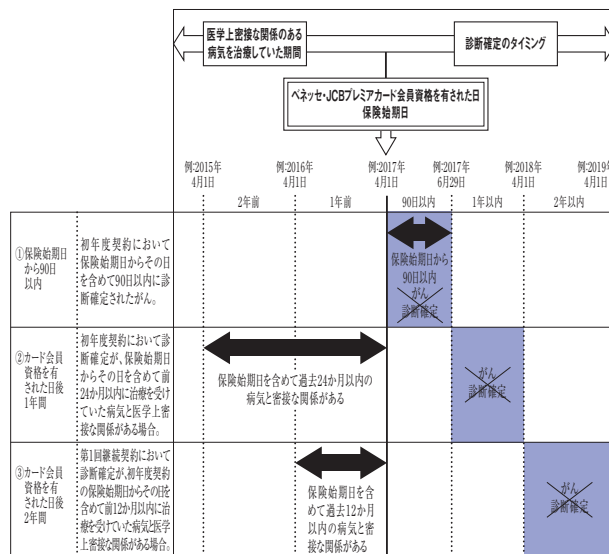 医学上密接な関係のある
病気を治療していた期間
診断確定のタイミング
ベネッセ・JCBプレミアカード会員資格を有された日
保険始期日
例:2015年
4月1日
例:2016年
4月1日
例:2017年
4月1日
例:2017年
6月29日
例:2018年
4月1日
例:2019年
4月1日
2年前
1年前
90日以内
1年以内
2年以内
①保険始期日
から90日
以内
初年度契約において
保険始期日からその日
を含めて90日以内に診
断確定されたがん。
保険始期日から
90日以内
がん
診断確定
②カード会員
資格を有
された日後
1年間
初年度契約において診
断確定が、保険始期日
からその日を含めて前
24か月以内に治療を受け
ていた病気と医学上密
接な関係がある場合。
保険始期日を含めて過去24か月以内の
病気と密接な関係がある
がん
診断確定
③カード会員
資格を有
された日後
2年間
第1回継続契約において
診断確定が、初年度契約
の保険始期日からその日を
含めて前12か月以内に治
療を受けていた病気と医学
上密接な関係がある場合。
保険始期日を含
めて過去12か月
以内の病気と密
接な関係がある
がん
診断確定